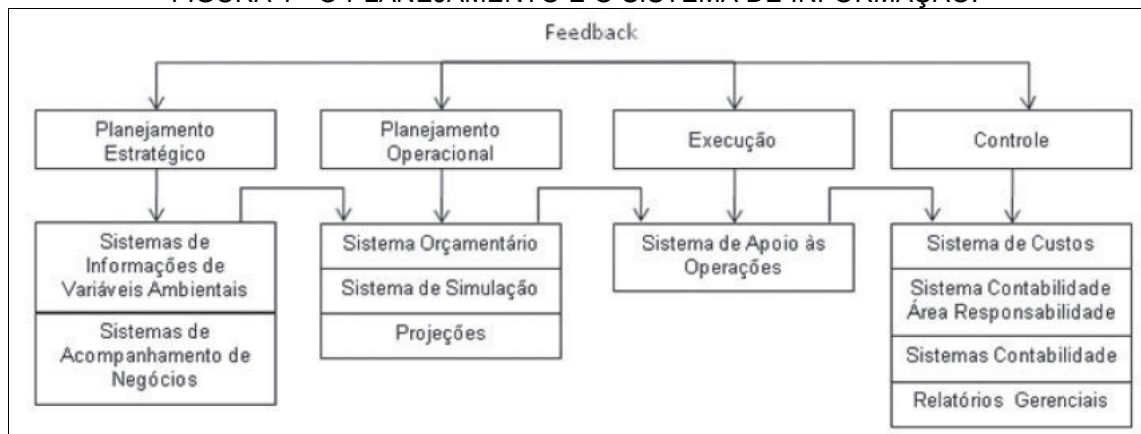 Feedback
Planejamento
Estratégico
Planejamento
Operacional
Execução
Controle
Sistemas de
Informações de
Variáveis Ambientais
Sistemas de
Acompanhamento de
Negócios
Sistema Orçamentário
Sistema de Simulação
Projeções
Sistema de Apoio às
Operações
Sistema de Custos
Sistema Contabilidade
Área Responsabilidade
Sistemas Contabilidade
Relatórios Gerenciais